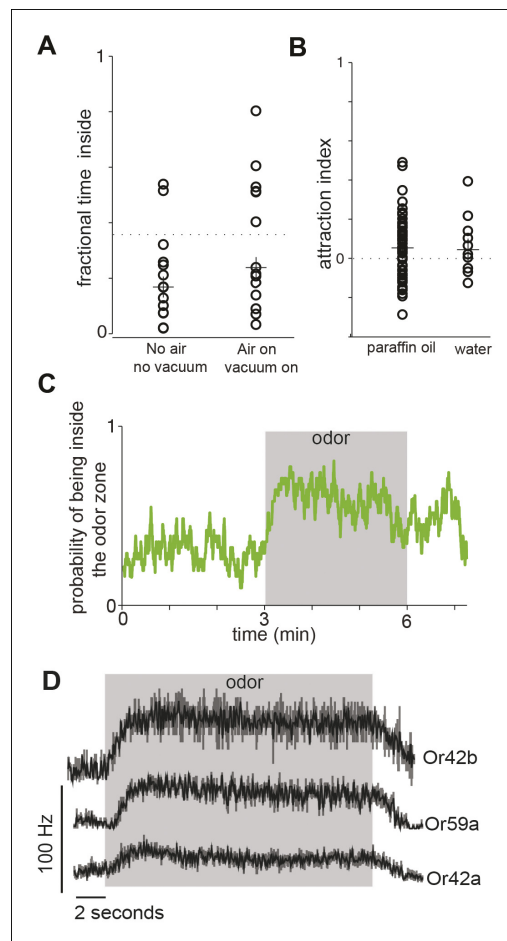 A
1
fractional time inside
0
No air
no vacuum
Air on
vacuum on
B
1
attraction index
0
paraffin oil
water
C
1
probability of being inside
the odor zone
0
odor
0
3
6
time (min)
D
odor
Or42b
Or59a
Or42a
100 Hz
2 seconds